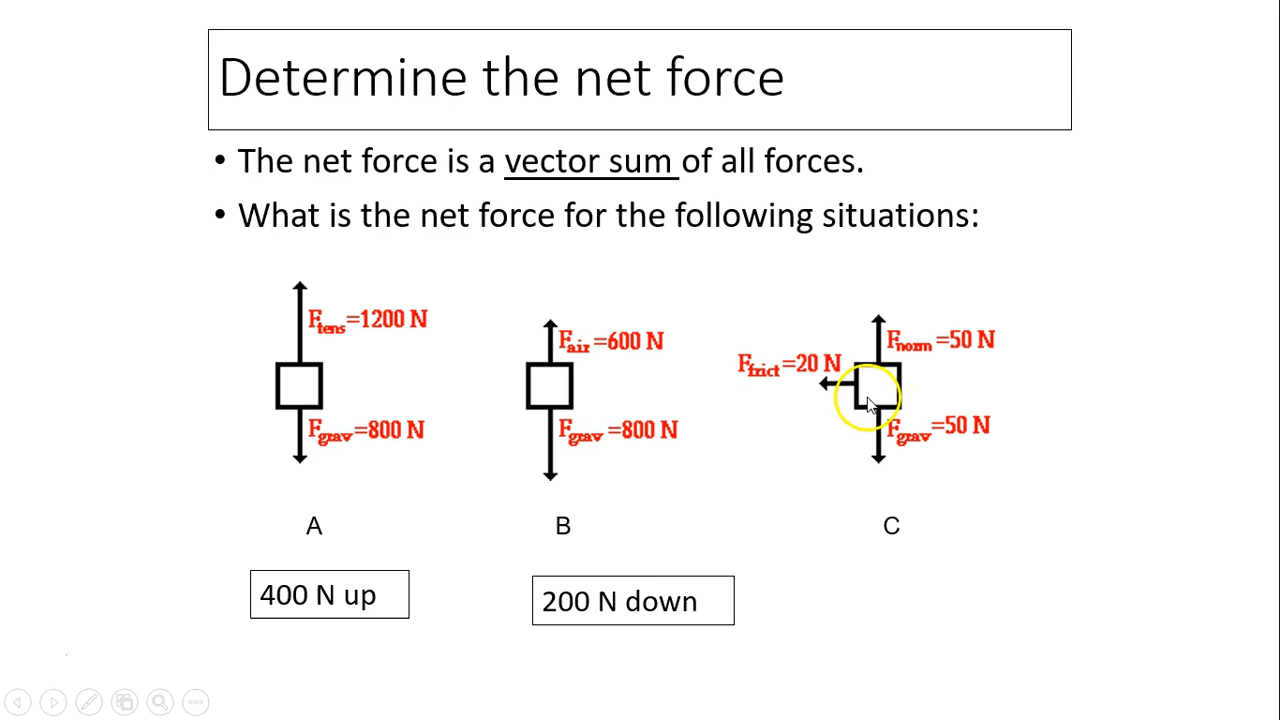 Determine the net force
• The net force is a vector sum of all forces.
• What is the net force for the following situations:
Ftens=1200 N
Fgrav=800 N
A
400 N up
Fair=600 N
Fgrav=800 N
B
200 N down
Ffrict=20 N
Fnorm=50 N
Fgrav=50 N
C